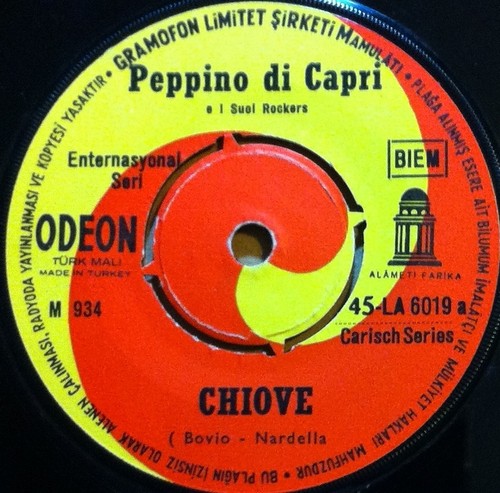 GRAMOFON LİMİTET ŞİRKETİ MAMULATI • PLAĞA ALINMIŞ ESERE AİT BİLUMUM İMALATÇI VE MÜLKİYET HAKLARI MAHFUZDUR • BU PLAĞIN İZİNSİZ OLARAK ALENEN ÇALINMASI, RADYODA YAYINLANMASI VE KOPYESİ YASAKTIR •
Peppino di Capri
e I Suoi Rockers
Enternasyonal
Seri
BIEM
ODEON
TÜRK MALI
MADE IN TURKEY
ALÂMETİ FARİKA
M 934
45-LA 6019 a
Carisch Series
CHIOVE
( Bovio - Nardella